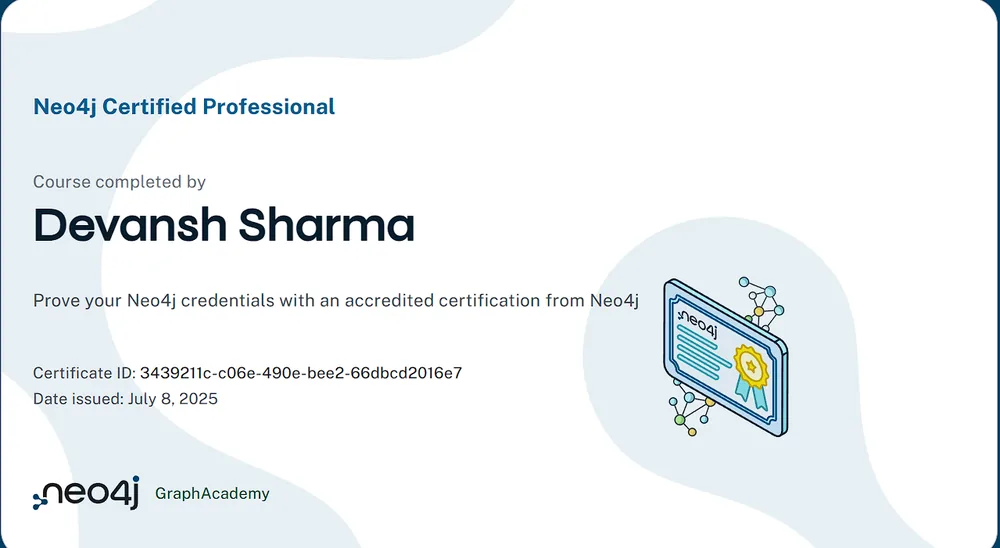 Neo4j Certified Professional
Course completed by
Devansh Sharma
Prove your Neo4j credentials with an accredited certification from Neo4j
neo4j
Certificate ID: 3439211c-c06e-490e-bee2-66dbcd2016e7
Date issued: July 8, 2025
neo4j GraphAcademy